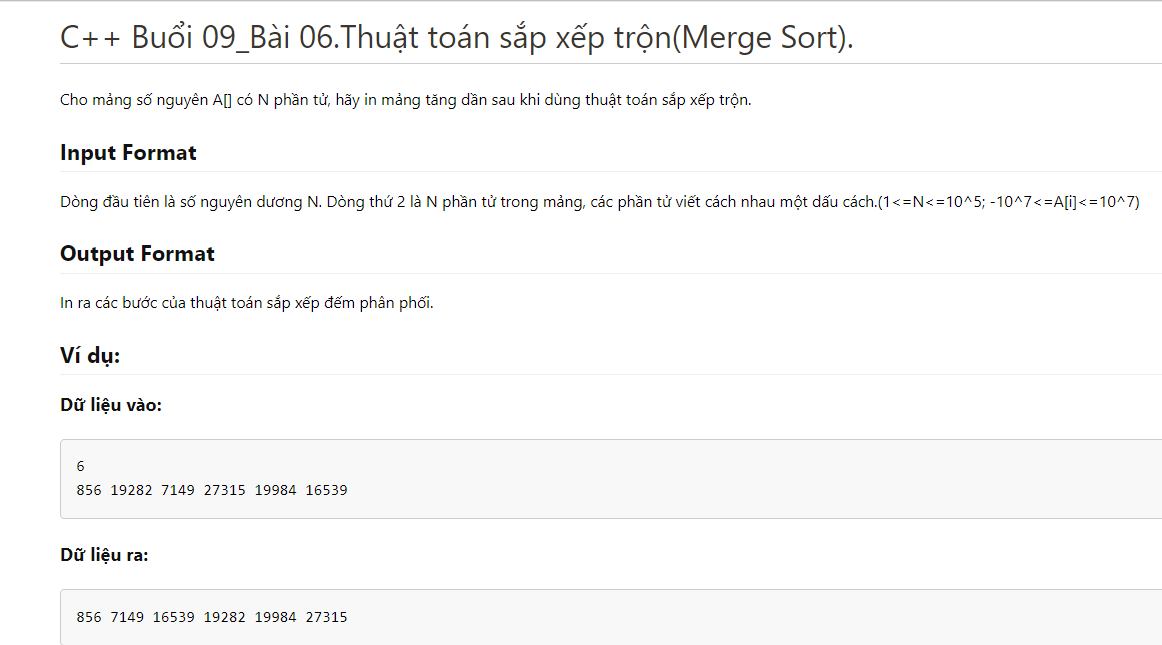 C++ Buổi 09_Bài 06.Thuật toán sắp xếp trộn(Merge Sort).
Cho mảng số nguyên A[] có N phần tử, hãy in mảng tăng dần sau khi dùng thuật toán sắp xếp trộn.
Input Format
Dòng đầu tiên là số nguyên dương N. Dòng thứ 2 là N phần tử trong mảng, các phần tử viết cách nhau một dấu cách.(1<=N<=10^5; -10^7<=A[i]<=10^7)
Output Format
In ra các bước của thuật toán sắp xếp đếm phân phối.
Ví dụ:
Dữ liệu vào:
6
856 19282 7149 27315 19984 16539
Dữ liệu ra:
856 7149 16539 19282 19984 27315